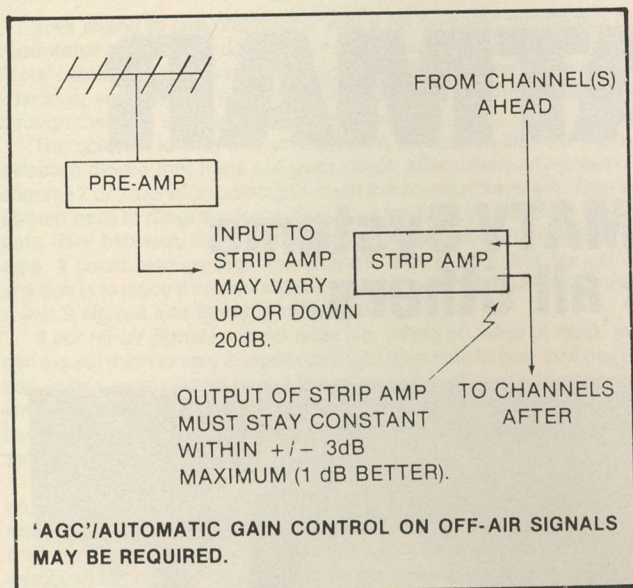 FROM CHANNEL(S)
AHEAD
PRE-AMP
INPUT TO
STRIP AMP
MAY VARY
UP OR DOWN
20dB.
STRIP AMP
OUTPUT OF STRIP AMP
MUST STAY CONSTANT
WITHIN +/- 3dB
MAXIMUM (1 dB BETTER).
TO CHANNELS
AFTER
'AGC'/AUTOMATIC GAIN CONTROL ON OFF-AIR SIGNALS
MAY BE REQUIRED.